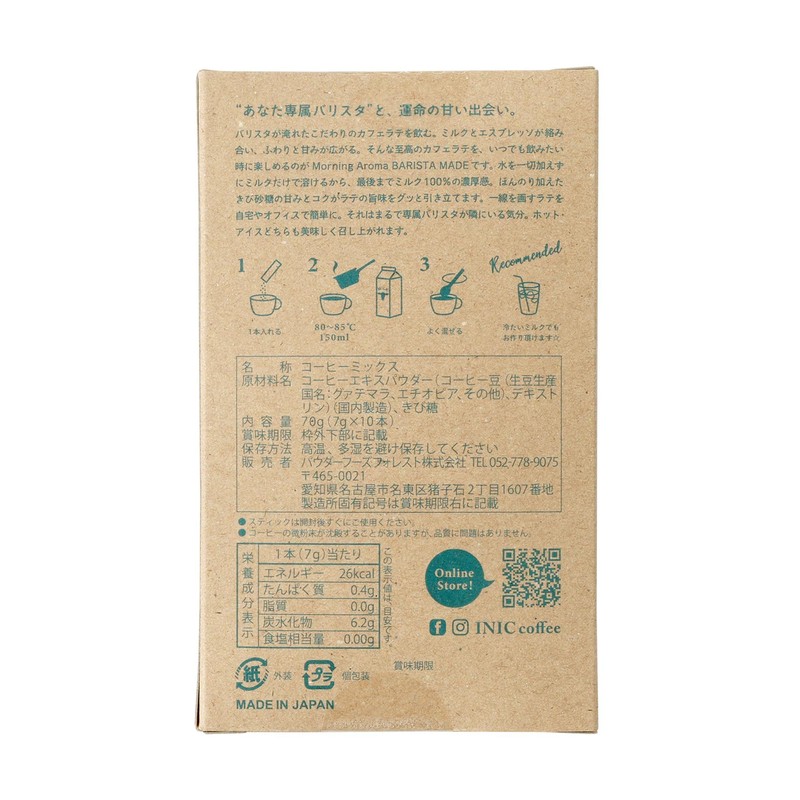 “あなた専属バリスタ”と、運命の甘い出会い。
バリスタが淹れたこだわりのカフェラテを飲む。ミルクとエスプレッソが絡み
合い、ふわりと甘みが広がる。そんな至高のカフェラテを、いつでも飲みたい
時に楽しめるのが Morning Aroma BARISTA MADEです。水を一切加えず
にミルクだけで溶けるから、最後までミルク100%の濃厚感。ほんのり加えた
きび砂糖の甘みとコクがラテの旨味をグッと引き立てます。一線を画すラテを
自宅やオフィスで簡単に。それはまるで専属バリスタが隣にいる気分。ホット・
アイスどちらも美味しく召し上がれます。
1 2 3 Recommended
1本入れる
80〜85℃
150ml
よく混ぜる
冷たいミルクでも
お作り頂けます☆
名称 コーヒーミックス
原材料名 コーヒーエキスパウダー(コーヒー豆(生豆生産
国名:グァテマラ、エチオピア、その他)、デキスト
リン)(国内製造)、きび糖
内容量 70g(7g×10本)
賞味期限 枠外下部に記載
保存方法 高温、多湿を避け保存してください
販売者 パウダーフーズフォレスト株式会社 TEL052-778-9075
〒465-0021
愛知県名古屋市名東区猪子石2丁目1607番地
製造所固有記号は賞味期限右に記載
●スティックは開封後すぐにご使用ください。
●コーヒーの微粉末が沈殿することがありますが、品質に問題はありません。
栄養成分表示
1本(7g)当たり
エネルギー 26kcal
たんぱく質 0.4g
脂質 0.0g
炭水化物 6.2g
食塩相当量 0.00g
この表示値は、目安です。
Online
Store!
INIC coffee
紙 外装 プラ 個包装
賞味期限
MADE IN JAPAN